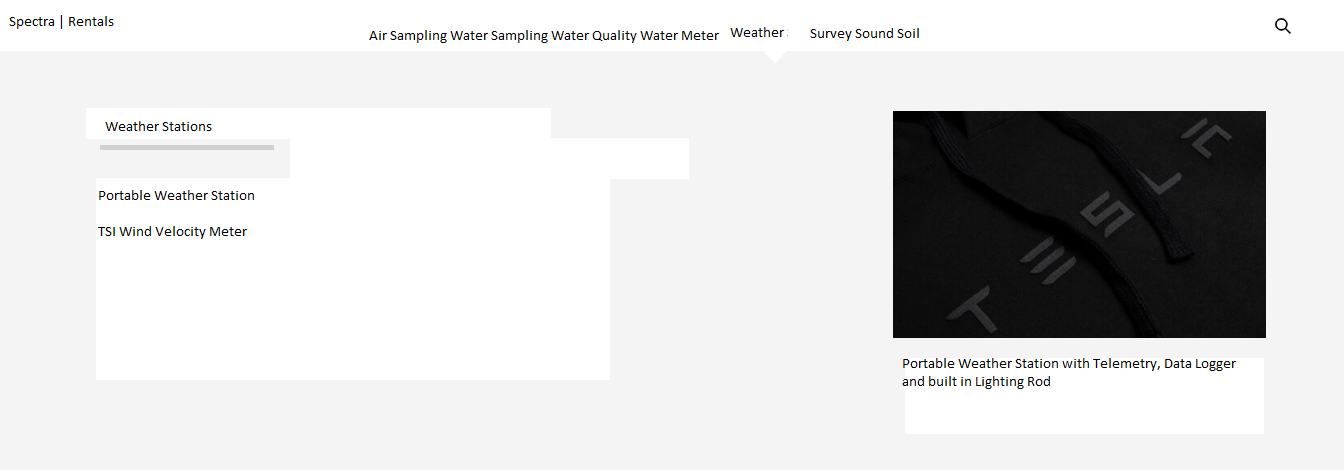 Spectra | Rentals
Air Sampling Water Sampling Water Quality Water Meter Weather Survey Sound Soil
Weather Stations
Portable Weather Station
TSI Wind Velocity Meter
TESLC
Portable Weather Station with Telemetry, Data Logger
and built in Lighting Rod